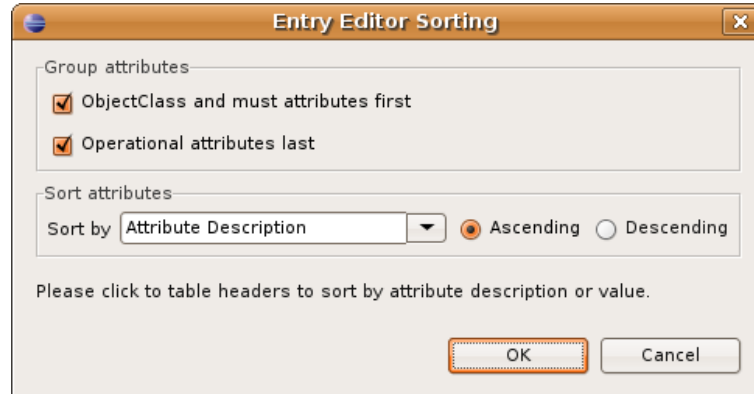 Entry Editor Sorting
Group attributes
ObjectClass and must attributes first
Operational attributes last
Sort attributes
Sort by Attribute Description Ascending Descending
Please click to table headers to sort by attribute description or value.
OK Cancel